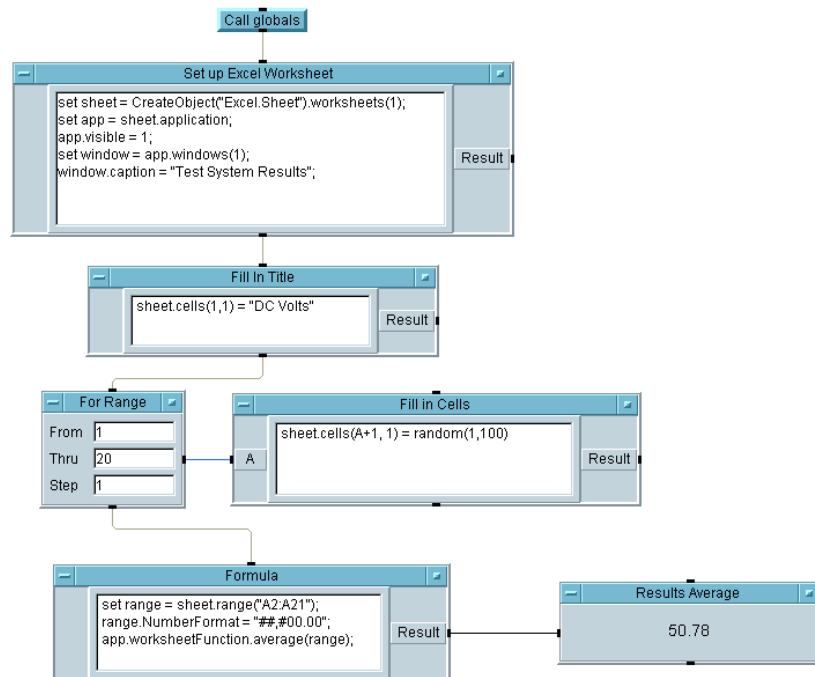 Call globals
Set up Excel Worksheet
set sheet = CreateObject("Excel.Sheet").worksheets(1);
set app = sheet.application;
app.visible = 1;
set window = app.windows(1);
window.caption = "Test System Results";
Result
Fill In Title
sheet.cells(1,1) = "DC Volts"
Result
For Range
From 1
Thru 20
Step 1
Fill in Cells
A
sheet.cells(A+1, 1) = random(1,100)
Result
Formula
set range = sheet.range("A2:A21");
range.NumberFormat = "##,#00.00";
app.worksheetFunction.average(range);
Result
Results Average
50.78